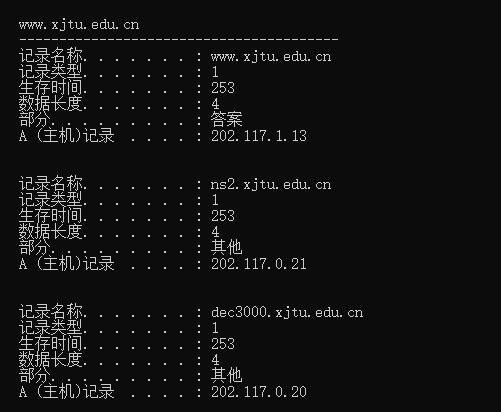 www.xjtu.edu.cn
----------------------------------------
记录名称. . . . . . . : www.xjtu.edu.cn
记录类型. . . . . . . : 1
生存时间. . . . . . . : 253
数据长度. . . . . . . : 4
部分. . . . . . . . . : 答案
A (主机)记录  . . . . : 202.117.1.13
记录名称. . . . . . . : ns2.xjtu.edu.cn
记录类型. . . . . . . : 1
生存时间. . . . . . . : 253
数据长度. . . . . . . : 4
部分. . . . . . . . . : 其他
A (主机)记录  . . . . : 202.117.0.21
记录名称. . . . . . . : dec3000.xjtu.edu.cn
记录类型. . . . . . . : 1
生存时间. . . . . . . : 253
数据长度. . . . . . . : 4
部分. . . . . . . . . : 其他
A (主机)记录  . . . . : 202.117.0.20